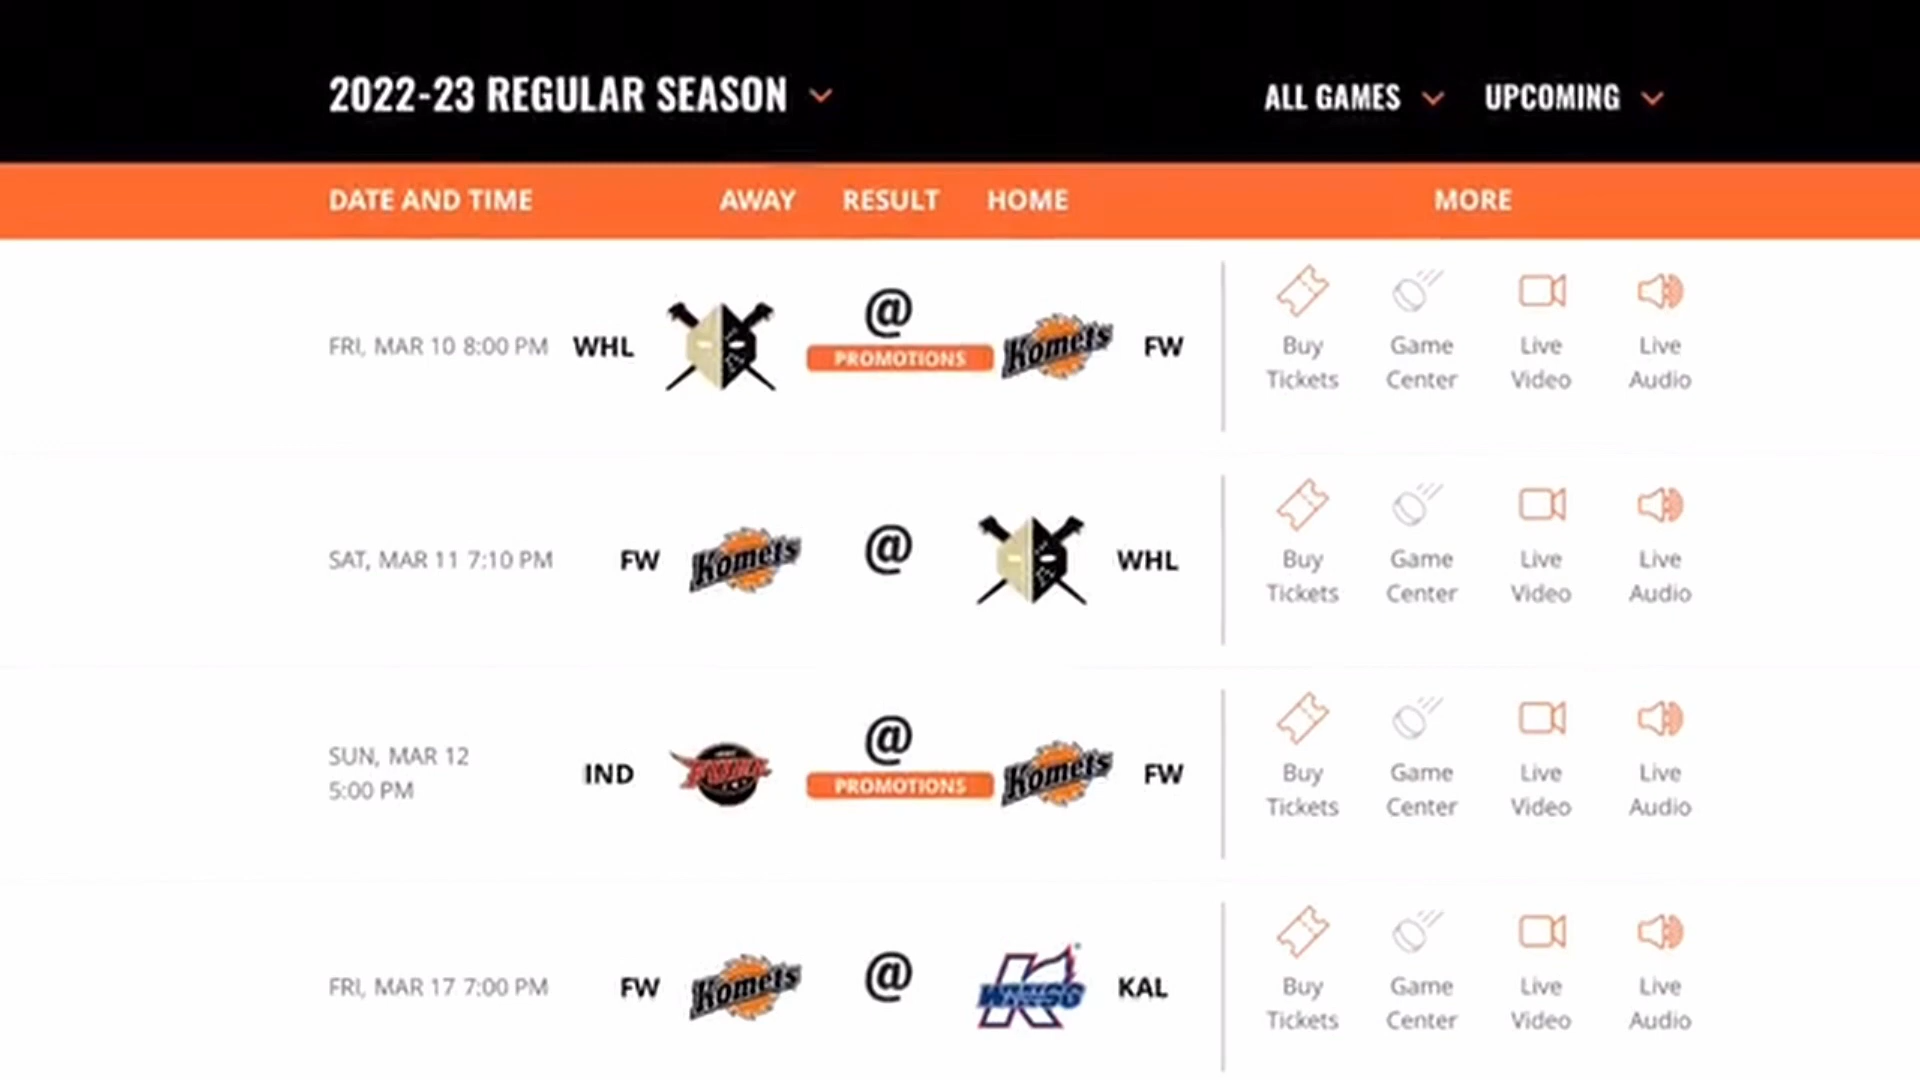 2022-23 REGULAR SEASON
ALL GAMES
UPCOMING
DATE AND TIME
AWAY
RESULT
HOME
MORE
FRI, MAR 10 8:00 PM
WHL
@
PROMOTIONS
Komets
FW
Buy
Tickets
Game
Center
Live
Video
Live
Audio
SAT, MAR 11 7:10 PM
FW
Komets
@
WHL
Buy
Tickets
Game
Center
Live
Video
Live
Audio
SUN, MAR 12
5:00 PM
IND
FUEL
@
PROMOTIONS
Komets
FW
Buy
Tickets
Game
Center
Live
Video
Live
Audio
FRI, MAR 17 7:00 PM
FW
Komets
@
K
WINGS
KAL
Buy
Tickets
Game
Center
Live
Video
Live
Audio